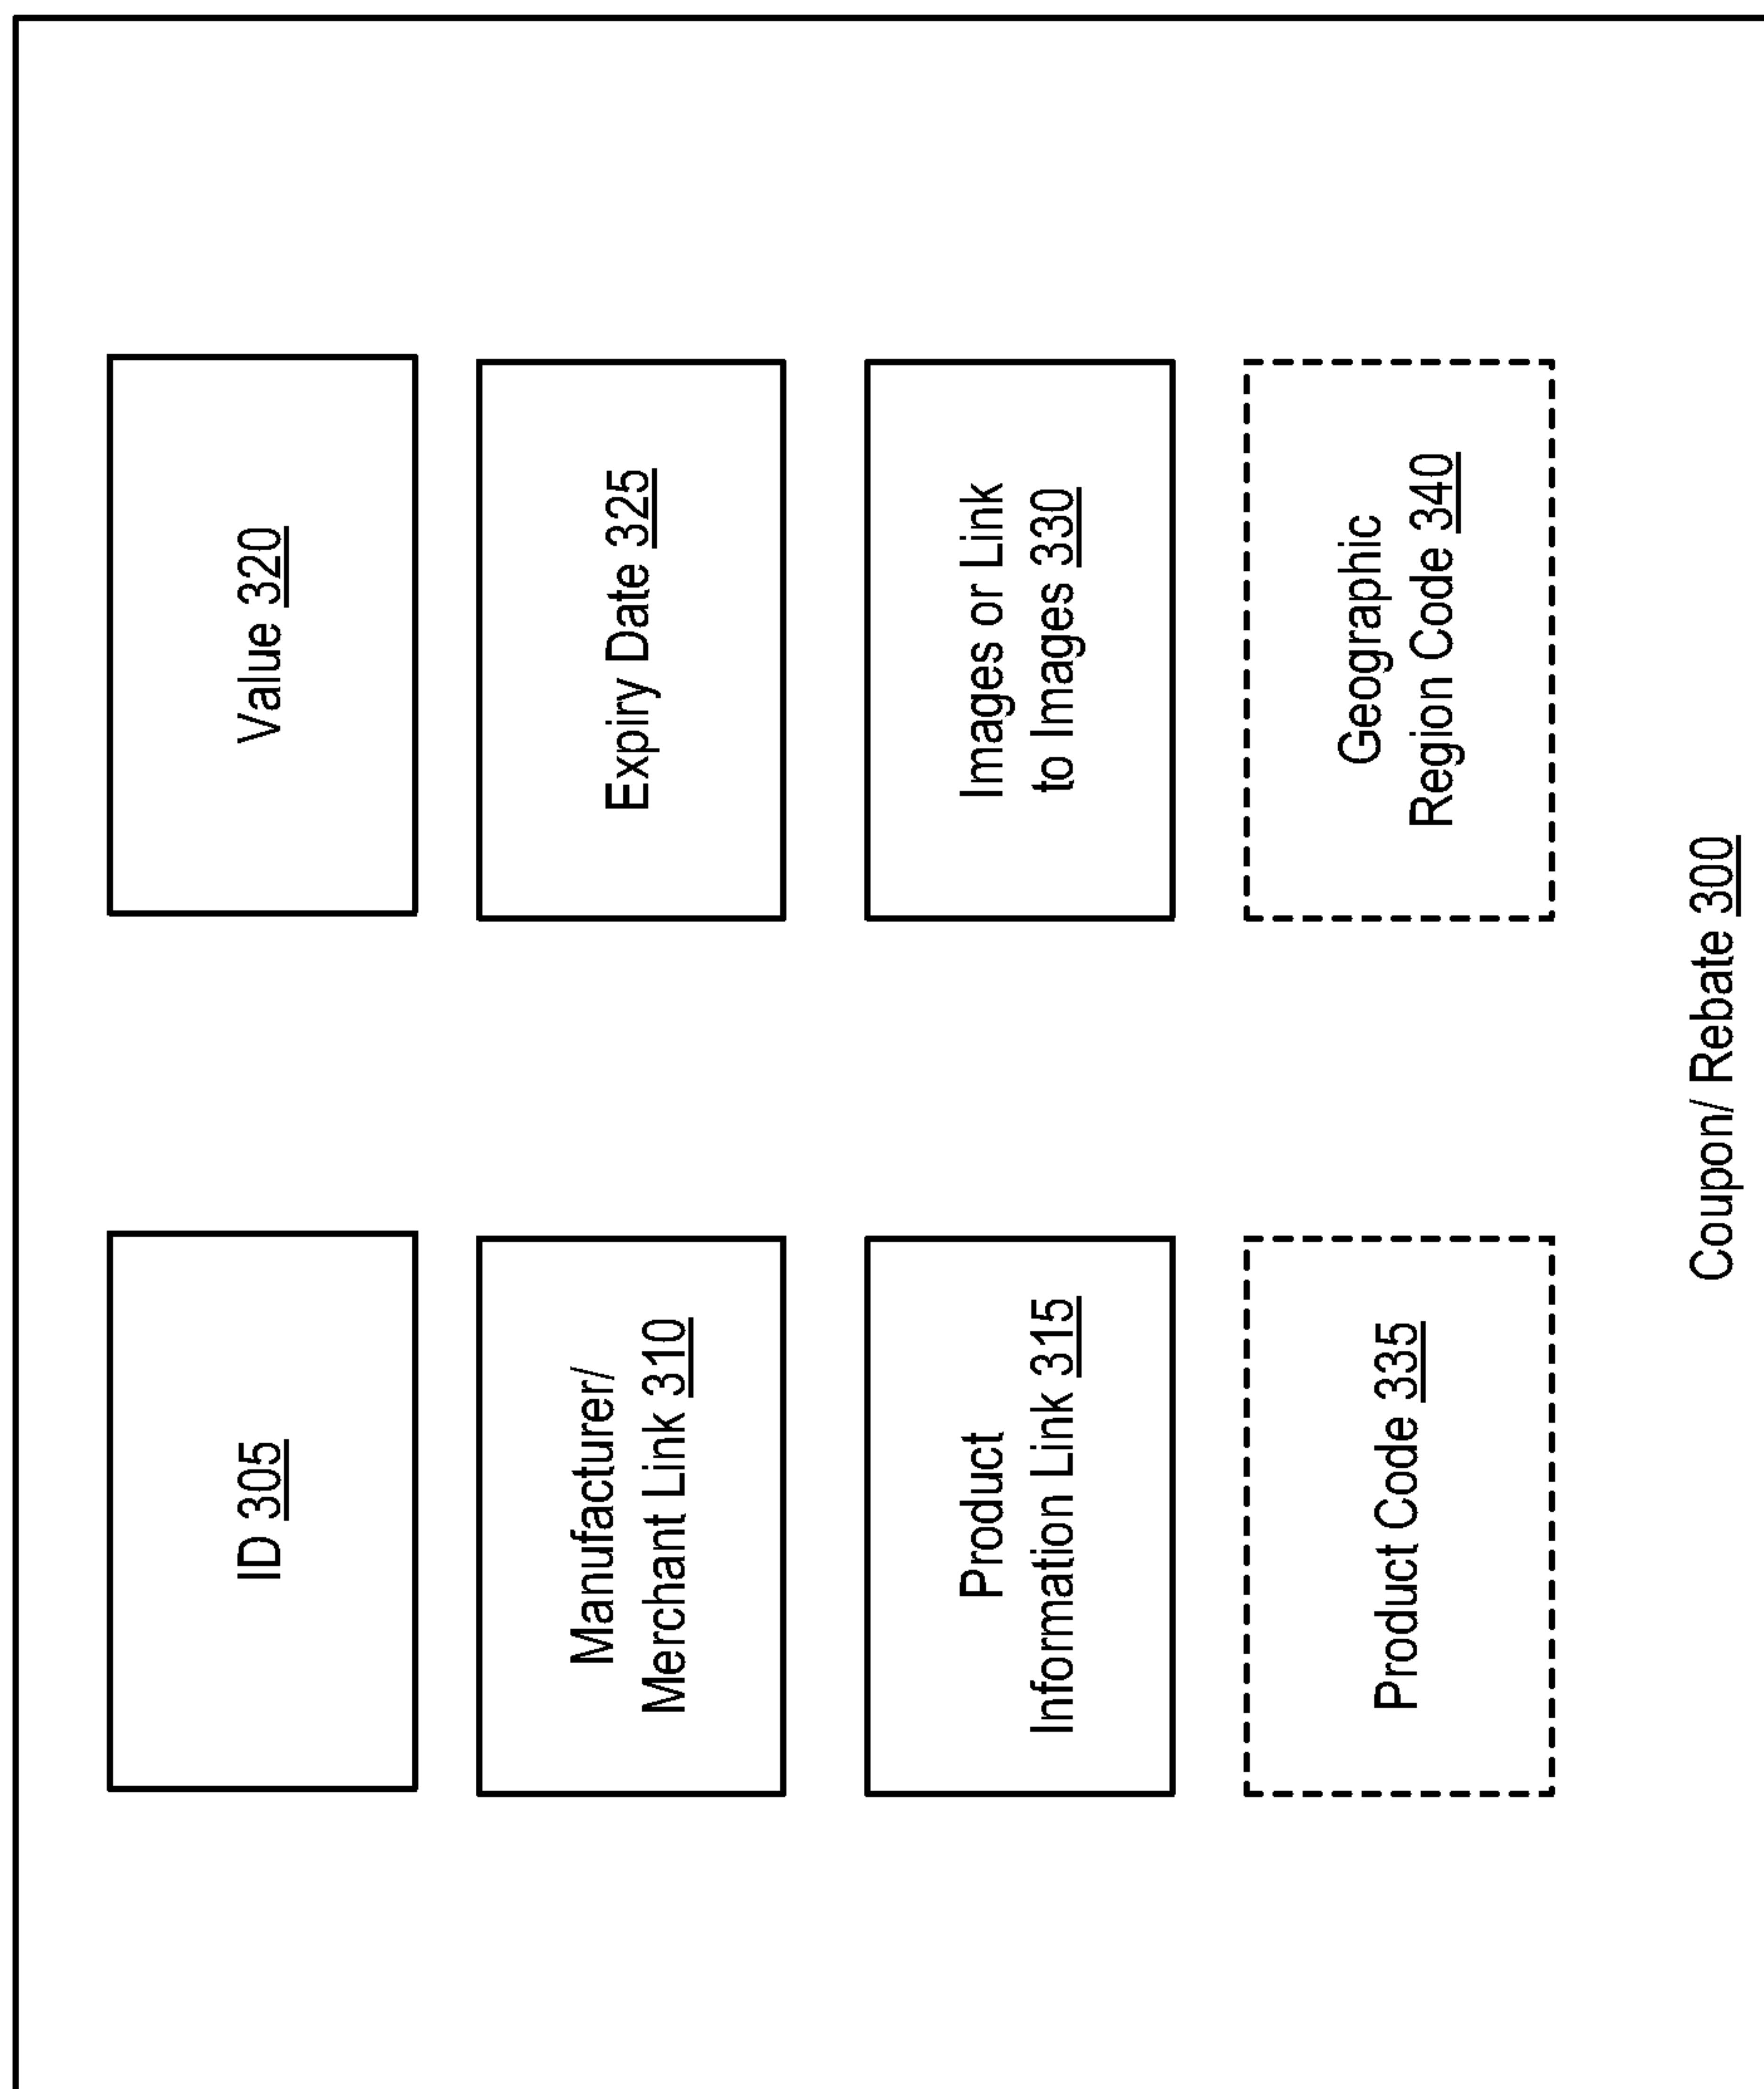 ID 305
Manufacturer/
Merchant Link 310
Product
Information Link 315
Product Code 335
Value 320
Expiry Date 325
Images or Link
to Images 330
Geographic
Region Code 340
Coupon/ Rebate 300